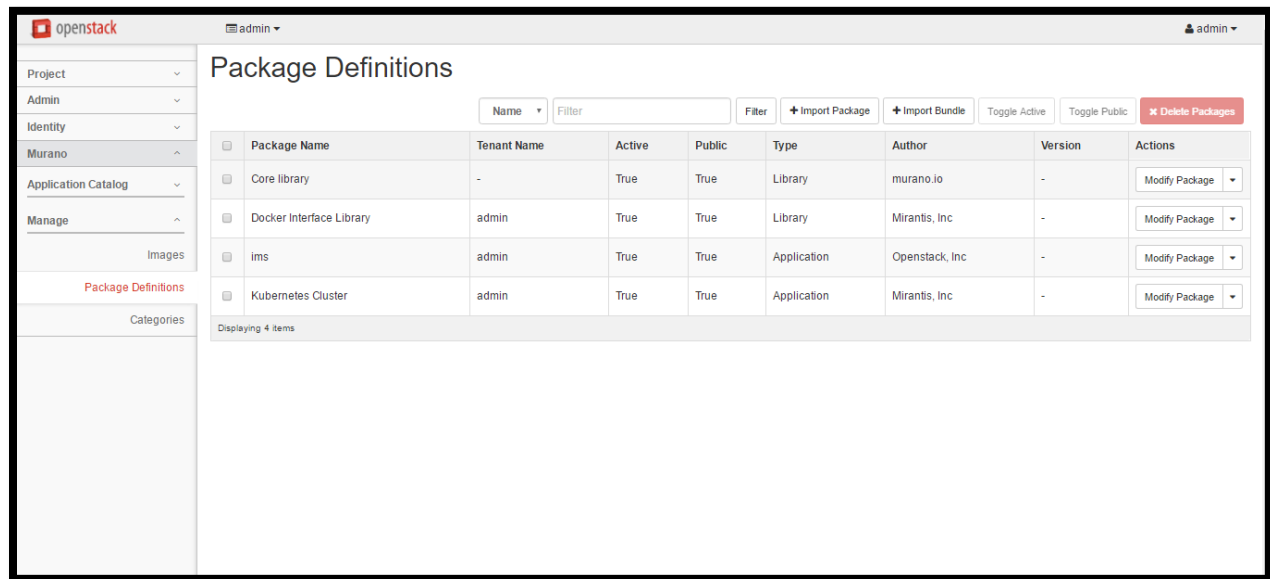 openstack admin admin
Project
Admin
Identity
Murano
Application Catalog
Manage
Images
Package Definitions
Categories
Package Definitions
Name Filter Filter Import Package Import Bundle Toggle Active Toggle Public Delete Packages
Package Name Tenant Name Active Public Type Author Version Actions
Core library - True True Library murano.io - Modify Package
Docker Interface Library admin True True Library Mirantis, Inc - Modify Package
ims admin True True Application Openstack, Inc - Modify Package
Kubernetes Cluster admin True True Application Mirantis, Inc - Modify Package
Displaying 4 items